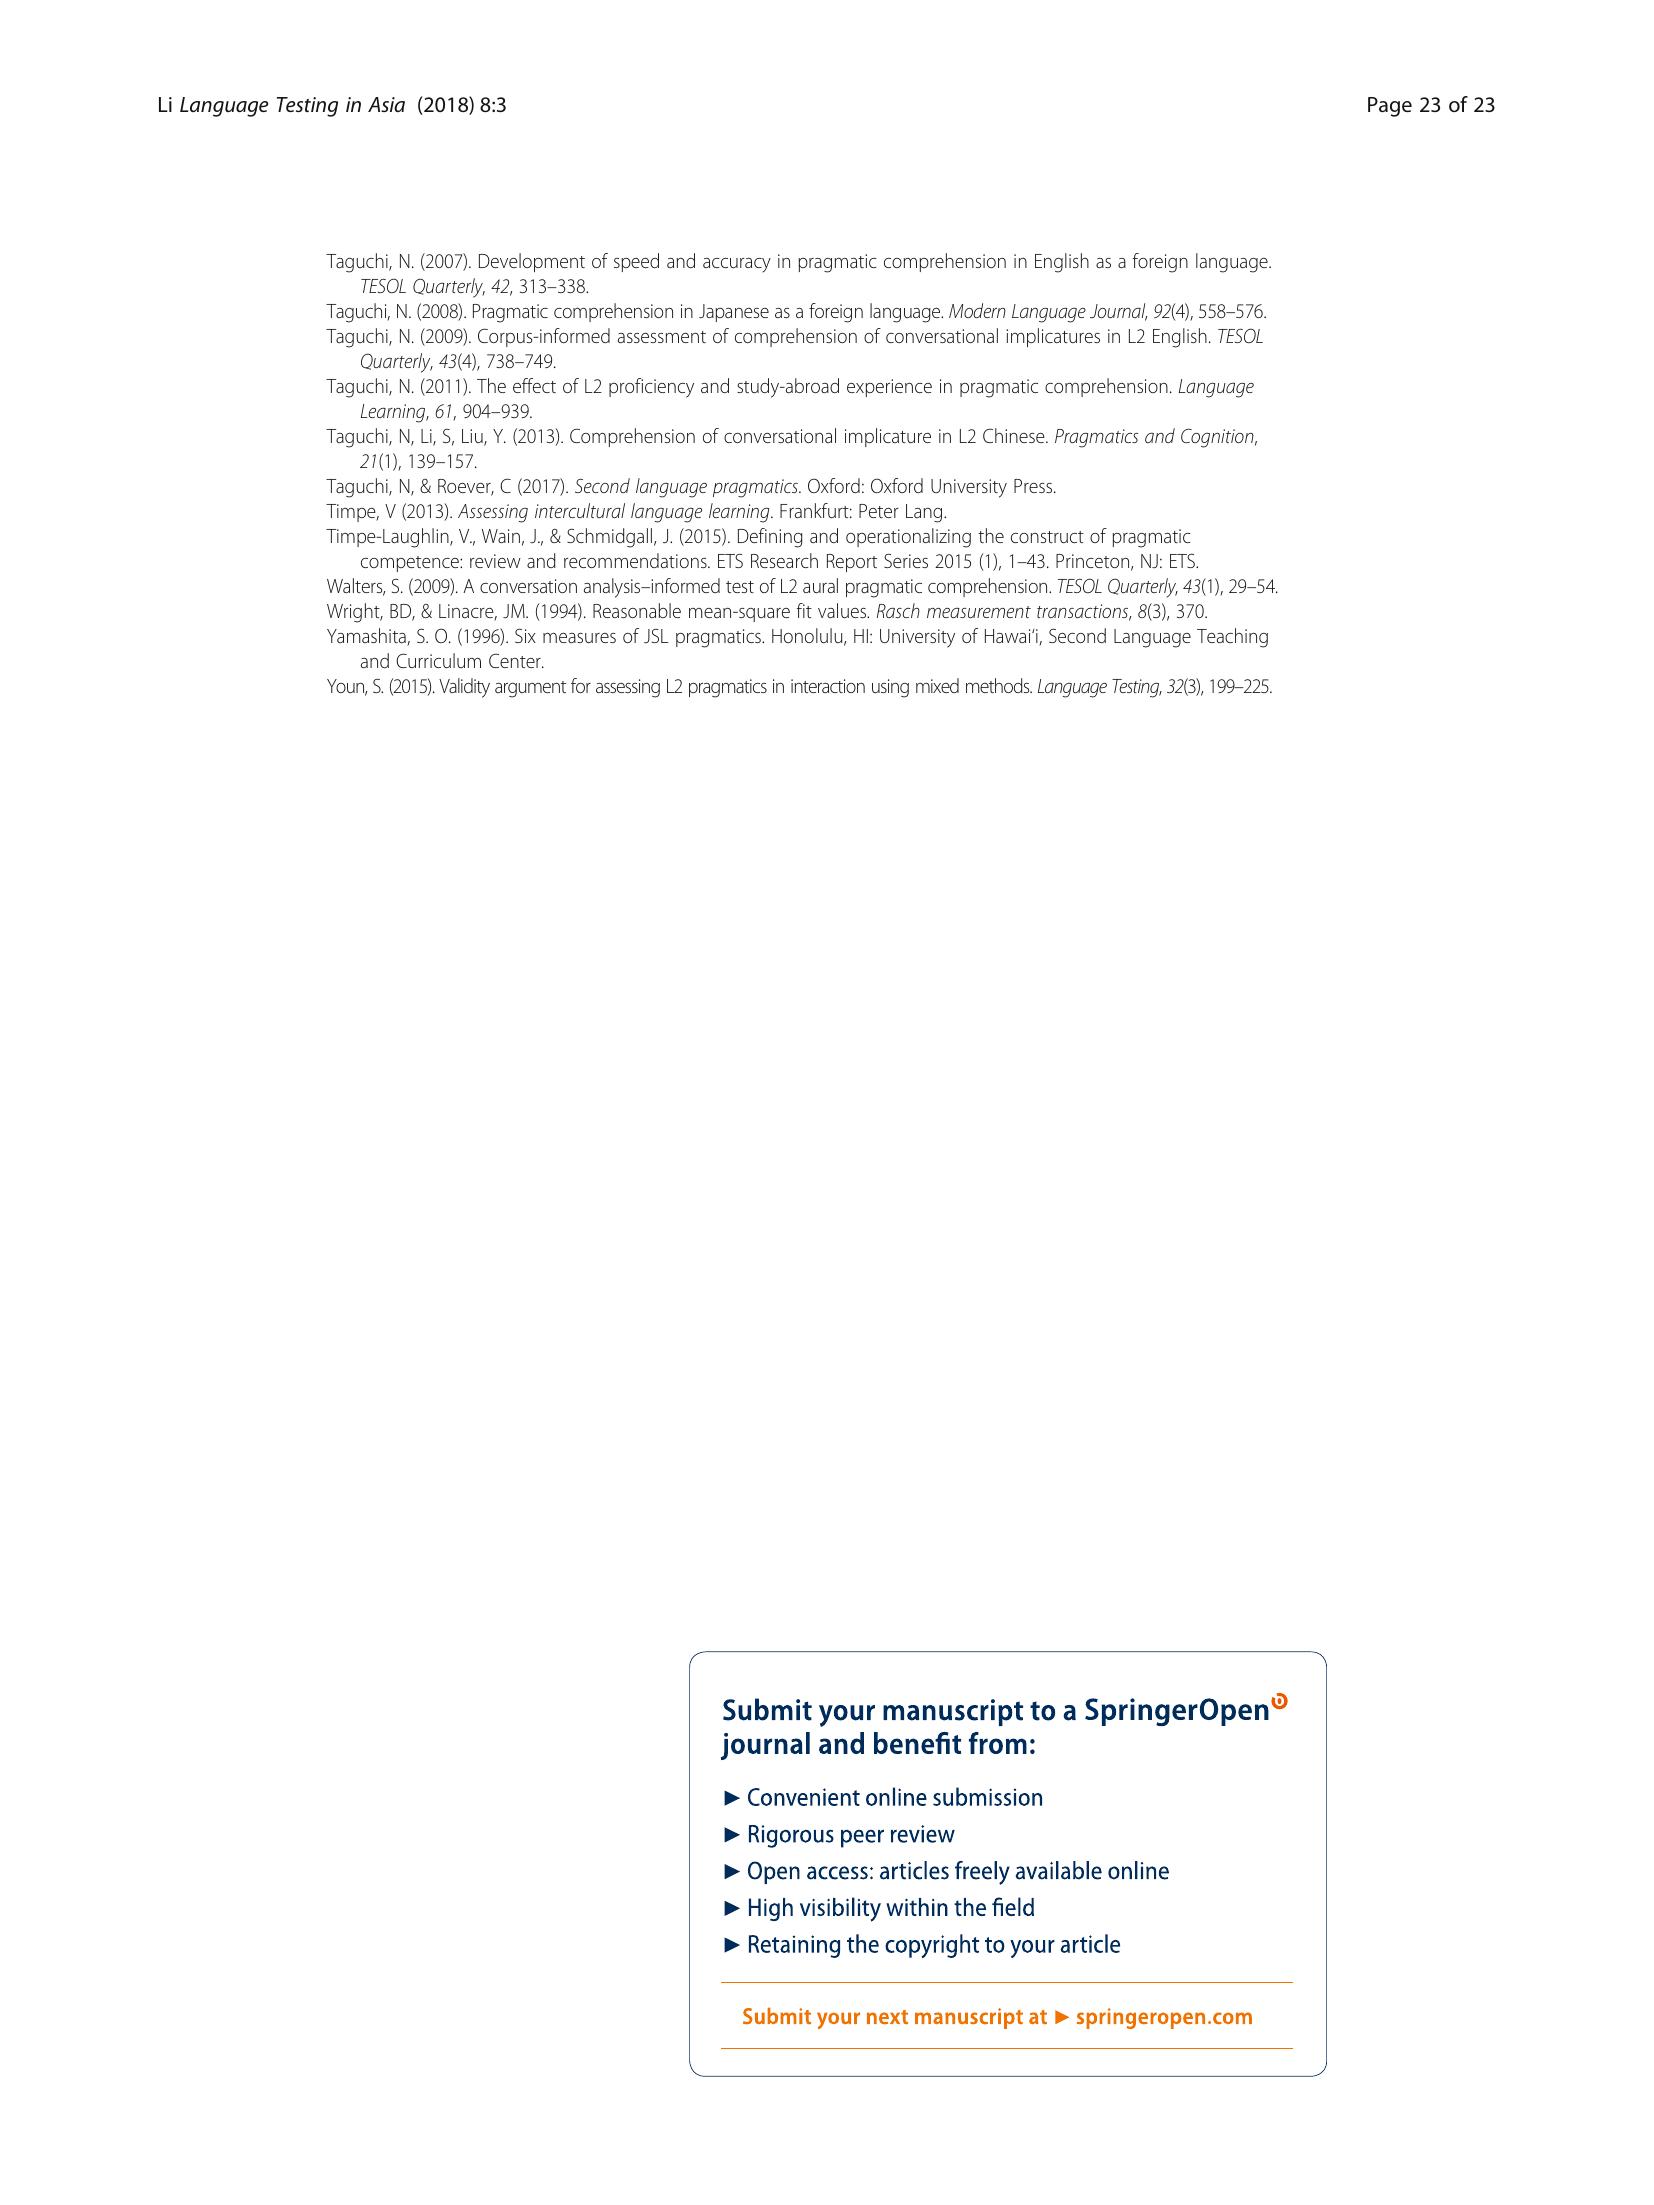 Li Language Testing in Asia (2018) 8:3
Page 23 of 23
Taguchi, N. (2007). Development of speed and accuracy in pragmatic comprehension in English as a foreign language.
TESOL Quarterly, 42, 313–338.
Taguchi, N. (2008). Pragmatic comprehension in Japanese as a foreign language. Modern Language Journal, 92(4), 558–576.
Taguchi, N. (2009). Corpus-informed assessment of comprehension of conversational implicatures in L2 English. TESOL
Quarterly, 43(4), 738–749.
Taguchi, N. (2011). The effect of L2 proficiency and study-abroad experience in pragmatic comprehension. Language
Learning, 61, 904–939.
Taguchi, N, Li, S, Liu, Y. (2013). Comprehension of conversational implicature in L2 Chinese. Pragmatics and Cognition,
21(1), 139–157.
Taguchi, N, & Roever, C (2017). Second language pragmatics. Oxford: Oxford University Press.
Timpe, V (2013). Assessing intercultural language learning. Frankfurt: Peter Lang.
Timpe-Laughlin, V., Wain, J., & Schmidgall, J. (2015). Defining and operationalizing the construct of pragmatic
competence: review and recommendations. ETS Research Report Series 2015 (1), 1–43. Princeton, NJ: ETS.
Walters, S. (2009). A conversation analysis–informed test of L2 aural pragmatic comprehension. TESOL Quarterly, 43(1), 29–54.
Wright, BD, & Linacre, JM. (1994). Reasonable mean-square fit values. Rasch measurement transactions, 8(3), 370.
Yamashita, S. O. (1996). Six measures of JSL pragmatics. Honolulu, HI: University of Hawai‘i, Second Language Teaching
and Curriculum Center.
Youn, S. (2015). Validity argument for assessing L2 pragmatics in interaction using mixed methods. Language Testing, 32(3), 199–225.
Submit your manuscript to a SpringerOpen
journal and benefit from:
► Convenient online submission
► Rigorous peer review
► Open access: articles freely available online
► High visibility within the field
► Retaining the copyright to your article
Submit your next manuscript at ► springeropen.com